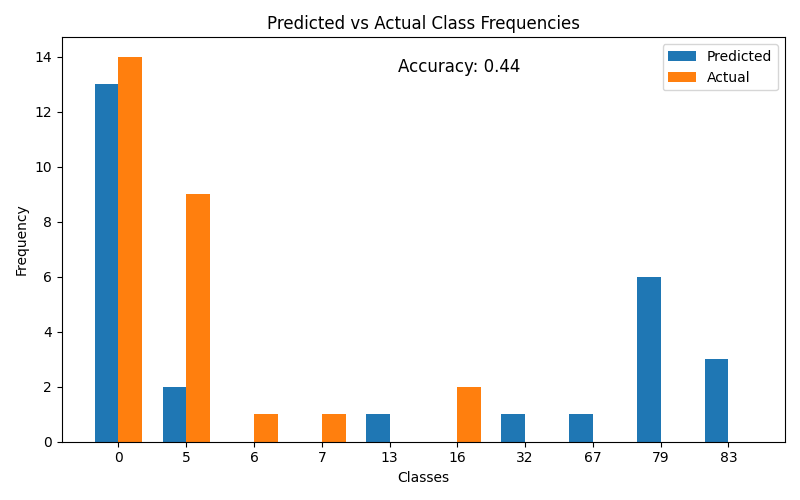 Predicted vs Actual Class Frequencies
Accuracy: 0.44
Predicted
Actual
Frequency
14
12
10
8
6
4
2
0
0 5 6 7 13 16 32 67 79 83
Classes